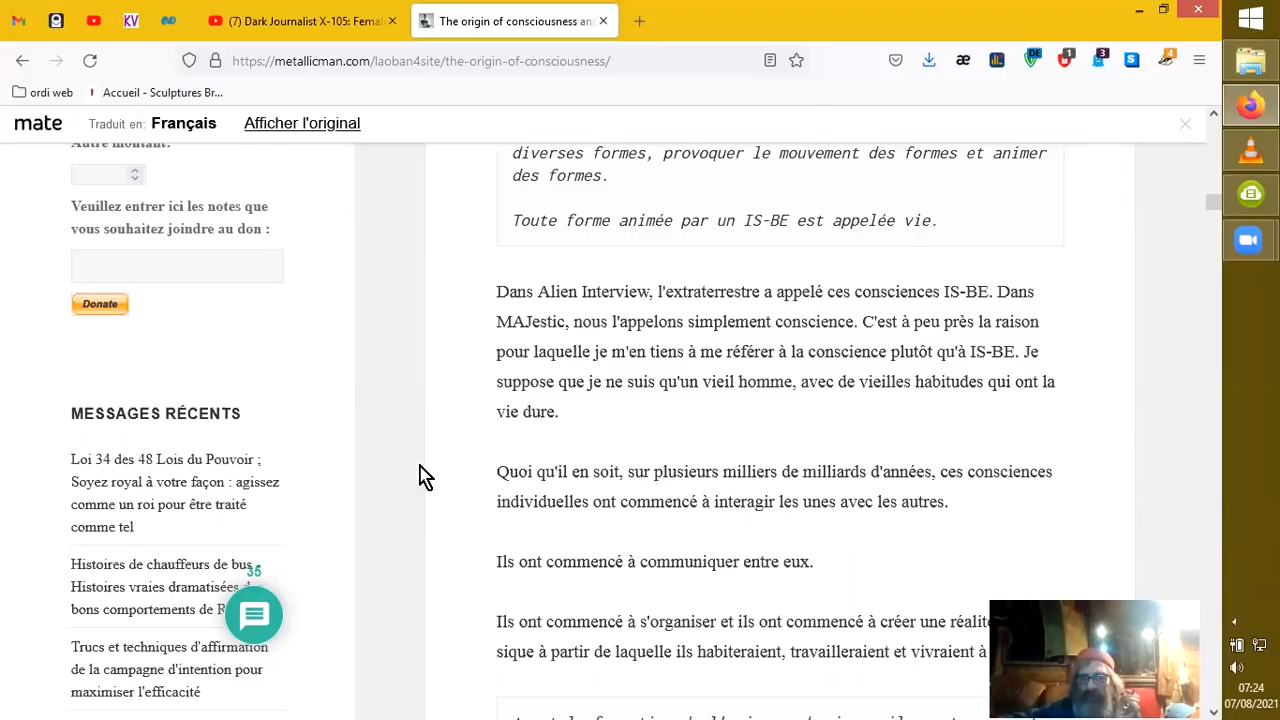 (7) Dark Journalist X-105: Fema
The origin of consciousness an
https://metallicman.com/laoban4site/the-origin-of-consciousness/
ordi web
Accueil - Sculptures Br...
mate Traduit en: Français Afficher l'original
Autre montant:
Veuillez entrer ici les notes que
vous souhaitez joindre au don :
Donate
MESSAGES RÉCENTS
Loi 34 des 48 Lois du Pouvoir ;
Soyez royal à votre façon : agissez
comme un roi pour être traité
comme tel
Histoires de chauffeurs de bus
Histoires vraies dramatisées
bons comportements de
35
Trucs et techniques d'affirmation
de la campagne d'intention pour
maximiser l'efficacité
diverses formes, provoquer le mouvement des formes et animer
des formes.
Toute forme animée par un IS-BE est appelée vie.
Dans Alien Interview, l'extraterrestre a appelé ces consciences IS-BE. Dans
MAJestic, nous l'appelons simplement conscience. C'est à peu près la raison
pour laquelle je m'en tiens à me référer à la conscience plutôt qu'à IS-BE. Je
suppose que je ne suis qu'un vieil homme, avec de vieilles habitudes qui ont la
vie dure.
Quoi qu'il en soit, sur plusieurs milliers de milliards d'années, ces consciences
individuelles ont commencé à interagir les unes avec les autres.
Ils ont commencé à communiquer entre eux.
Ils ont commencé à s'organiser et ils ont commencé à créer une réalité
sique à partir de laquelle ils habiteraient, travailleraient et vivraient à
KV
DE
1
3
4
07:24
07/08/2021